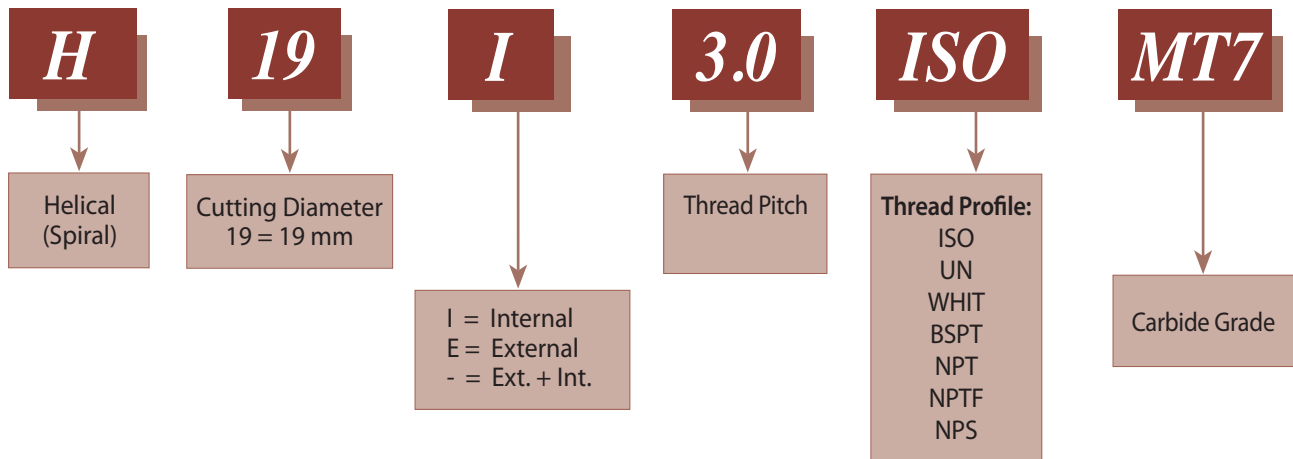 H 19 I 3.0 ISO MT7
Helical
(Spiral)
Cutting Diameter
19 = 19 mm
I = Internal
E = External
- = Ext. + Int.
Thread Pitch
Thread Profile:
ISO
UN
WHIT
BSPT
NPT
NPTF
NPS
Carbide Grade